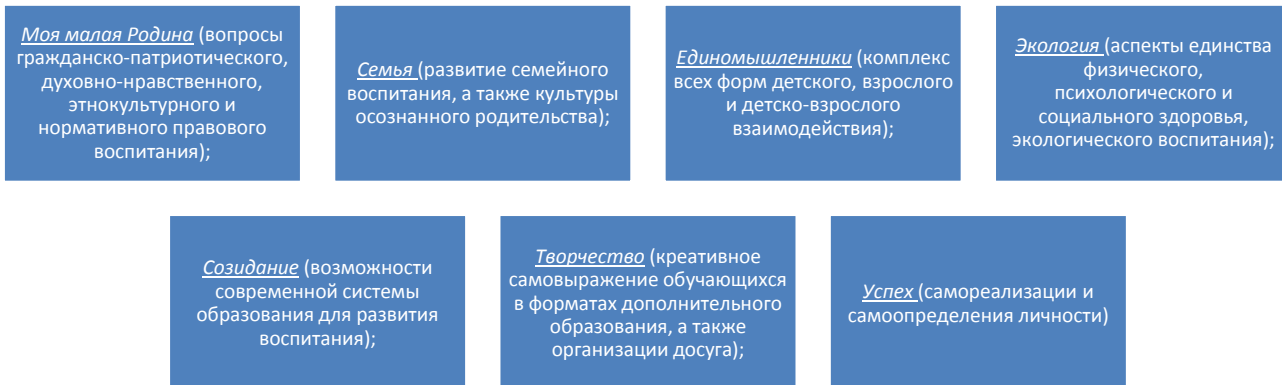 Моя малая Родина (вопросы
гражданско-патриотического,
духовно-нравственного,
этнокультурного и
нормативного правового
воспитания);
Семья (развитие семейного
воспитания, а также культуры
осознанного родительства);
Единомышленники (комплекс
всех форм детского, взрослого
и детско-взрослого
взаимодействия);
Экология (аспекты единства
физического,
психологического и
социального здоровья,
экологического воспитания);
Созидание (возможности
современной системы
образования для развития
воспитания);
Творчество (креативное
самовыражение обучающихся
в форматах дополнительного
образования, а также
организации досуга);
Успех (самореализации и
самоопределения личности)